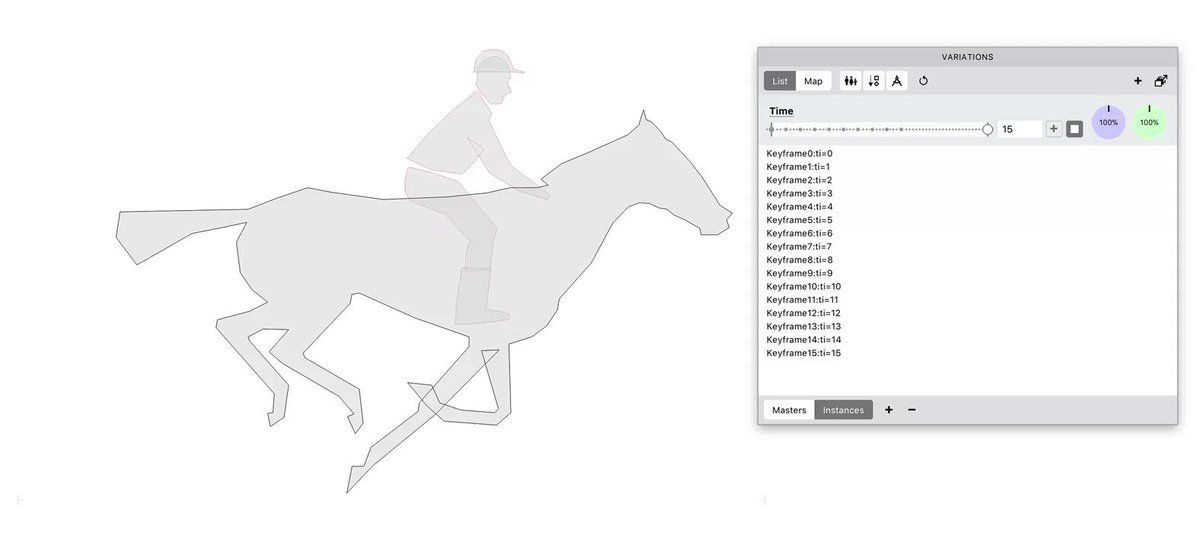 VARIATIONS
List Map
Time
15
100%
100%
Keyframe0:ti=0
Keyframe1:ti=1
Keyframe2:ti=2
Keyframe3:ti=3
Keyframe4:ti=4
Keyframe5:ti=5
Keyframe6:ti=6
Keyframe7:ti=7
Keyframe8:ti=8
Keyframe9:ti=9
Keyframe10:ti=10
Keyframe11:ti=11
Keyframe12:ti=12
Keyframe13:ti=13
Keyframe14:ti=14
Keyframe15:ti=15
Masters Instances